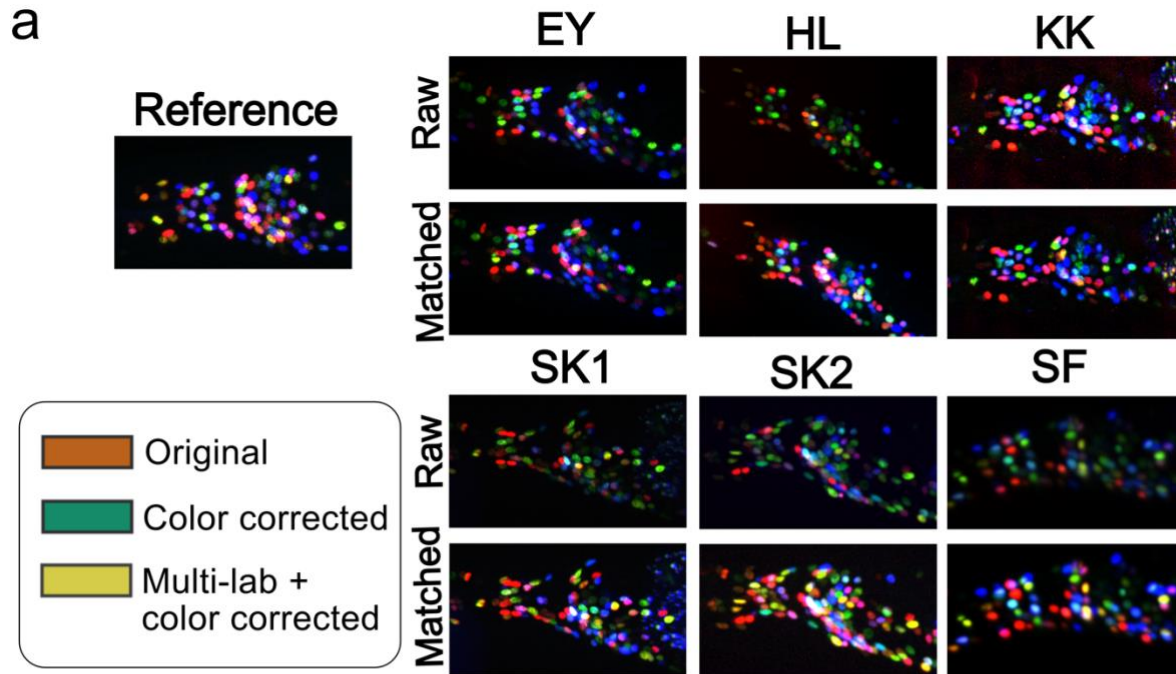 a
Reference
EY
HL
KK
Raw
Matched
SK1
SK2
SF
Raw
Matched
Original
Color corrected
Multi-lab +
color corrected